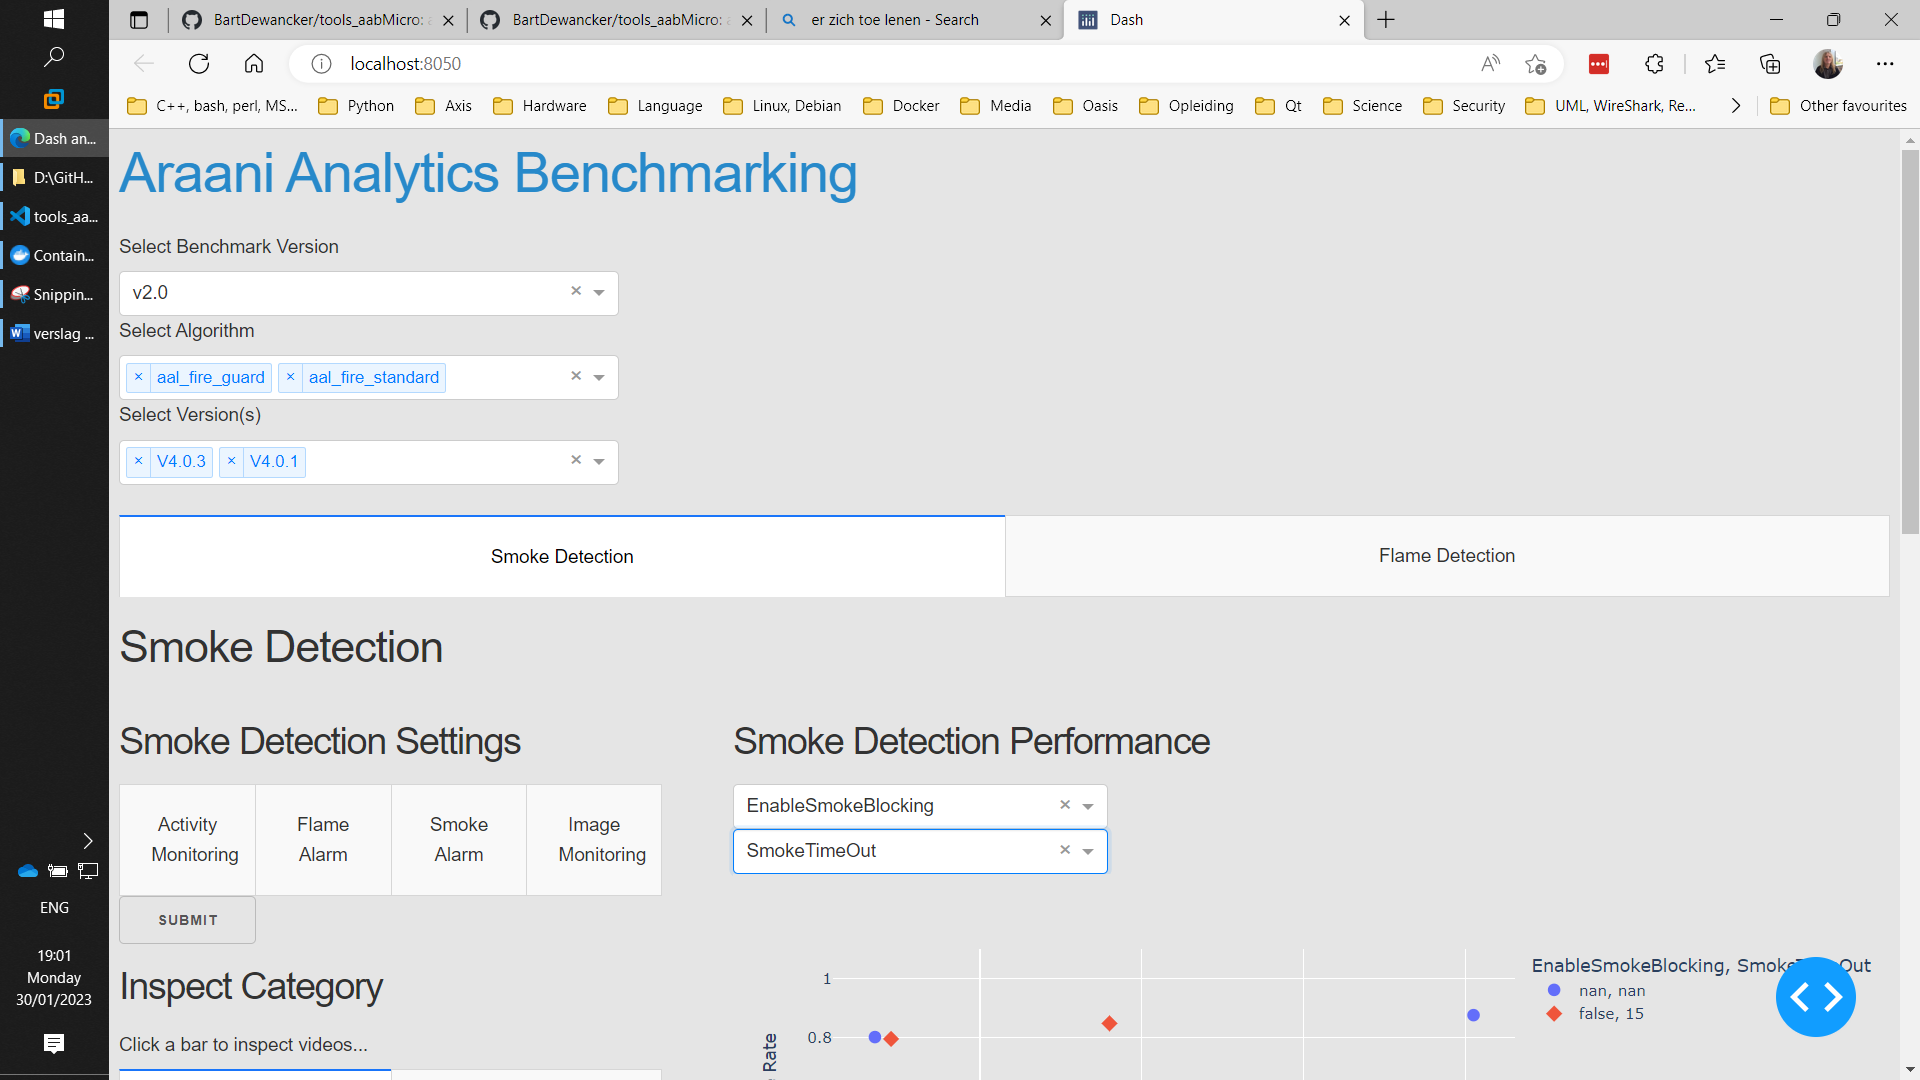 BartDewancker/tools_aabMicro:
BartDewancker/tools_aabMicro:
er zich toe lenen - Search
Dash
localhost:8050
C++, bash, perl, MS...
Python
Axis
Hardware
Language
Linux, Debian
Docker
Media
Oasis
Opleiding
Qt
Science
Security
UML, WireShark, Re...
Other favourites
Dash an...
D:\GitH...
tools_aa...
Contain...
Snippin...
verslag ...
ENG
19:01
Monday
30/01/2023
Araani Analytics Benchmarking
Select Benchmark Version
v2.0
Select Algorithm
× aal_fire_guard × aal_fire_standard
Select Version(s)
× V4.0.3 × V4.0.1
Smoke Detection
Flame Detection
Smoke Detection
Smoke Detection Settings
Activity
Monitoring
Flame
Alarm
Smoke
Alarm
Image
Monitoring
SUBMIT
Inspect Category
Click a bar to inspect videos...
Smoke Detection Performance
EnableSmokeBlocking
SmokeTimeOut
1
0.8
Rate
EnableSmokeBlocking, Smoke Out
nan, nan
false, 15